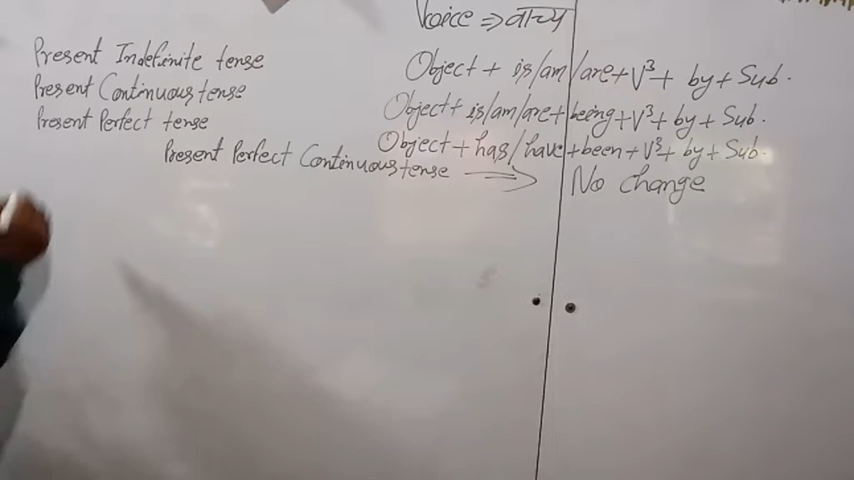 Voice ⇒ वाच्य
Present Indefinite tense Object + is/am/are + V³ + by + Sub.
Present Continuous tense Object + is/am/are + being + V³ + by + Sub.
Present Perfect tense Object + has/have + been + V³ + by + Sub.
Present Perfect Continuous tense ⇒ No change